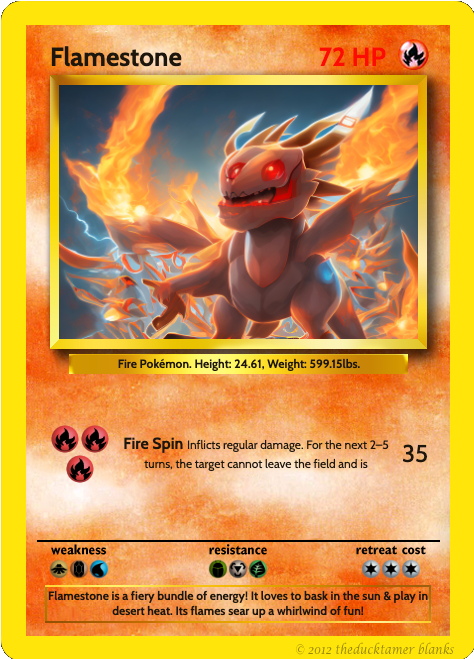 Flamestone 72 HP
Fire Pokémon. Height: 24.61, Weight: 599.15lbs.
Fire Spin Inflicts regular damage. For the next 2–5 35
turns, the target cannot leave the field and is
weakness resistance retreat cost
Flamestone is a fiery bundle of energy! It loves to bask in the sun & play in
desert heat. Its flames sear up a whirlwind of fun!
© 2012 theducktamer blanks